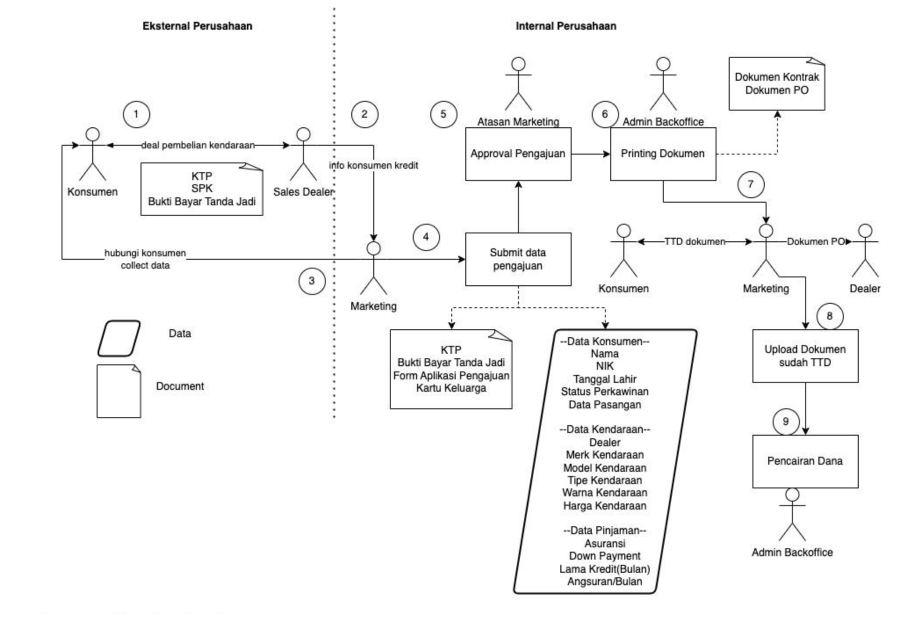 Eksternal Perusahaan
Internal Perusahaan
1
2
5
6
Atasan Marketing
Admin Backoffice
Dokumen Kontrak
Dokumen PO
deal pembelian kendaraan
Konsumen
KTP
SPK
Bukti Bayar Tanda Jadi
Sales Dealer
info konsumen kredit
Approval Pengajuan
Printing Dokumen
7
hubungi konsumen
collect data
3
Marketing
4
Submit data
pengajuan
Konsumen
TTD dokumen
Marketing
Dokumen PO
Dealer
8
Data
Document
KTP
Bukti Bayar Tanda Jadi
Form Aplikasi Pengajuan
Kartu Keluarga
--Data Konsumen--
Nama
NIK
Tanggal Lahir
Status Perkawinan
Data Pasangan
--Data Kendaraan--
Dealer
Merk Kendaraan
Model Kendaraan
Tipe Kendaraan
Warna Kendaraan
Harga Kendaraan
--Data Pinjaman--
Asuransi
Down Payment
Lama Kredit(Bulan)
Angsuran/Bulan
Upload Dokumen
sudah TTD
9
Pencairan Dana
Admin Backoffice